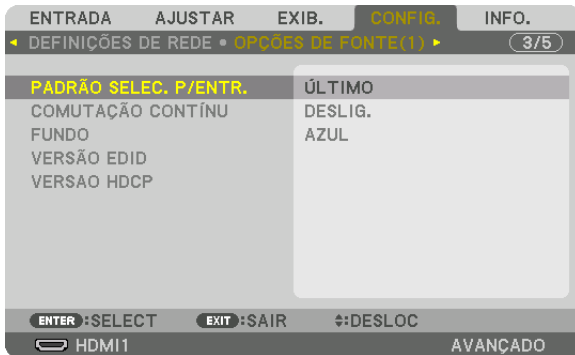 ENTRADA AJUSTAR EXIB. CONFIG. INFO.
DEFINIÇÕES DE REDE • OPÇÕES DE FONTE(1) 3/5
PADRÃO SELEC. P/ENTR. ÚLTIMO
COMUTAÇÃO CONTÍNU DESLIG.
FUNDO AZUL
VERSÃO EDID
VERSAO HDCP
ENTER :SELECT EXIT :SAIR :DESLOC
HDMI1 AVANÇADO